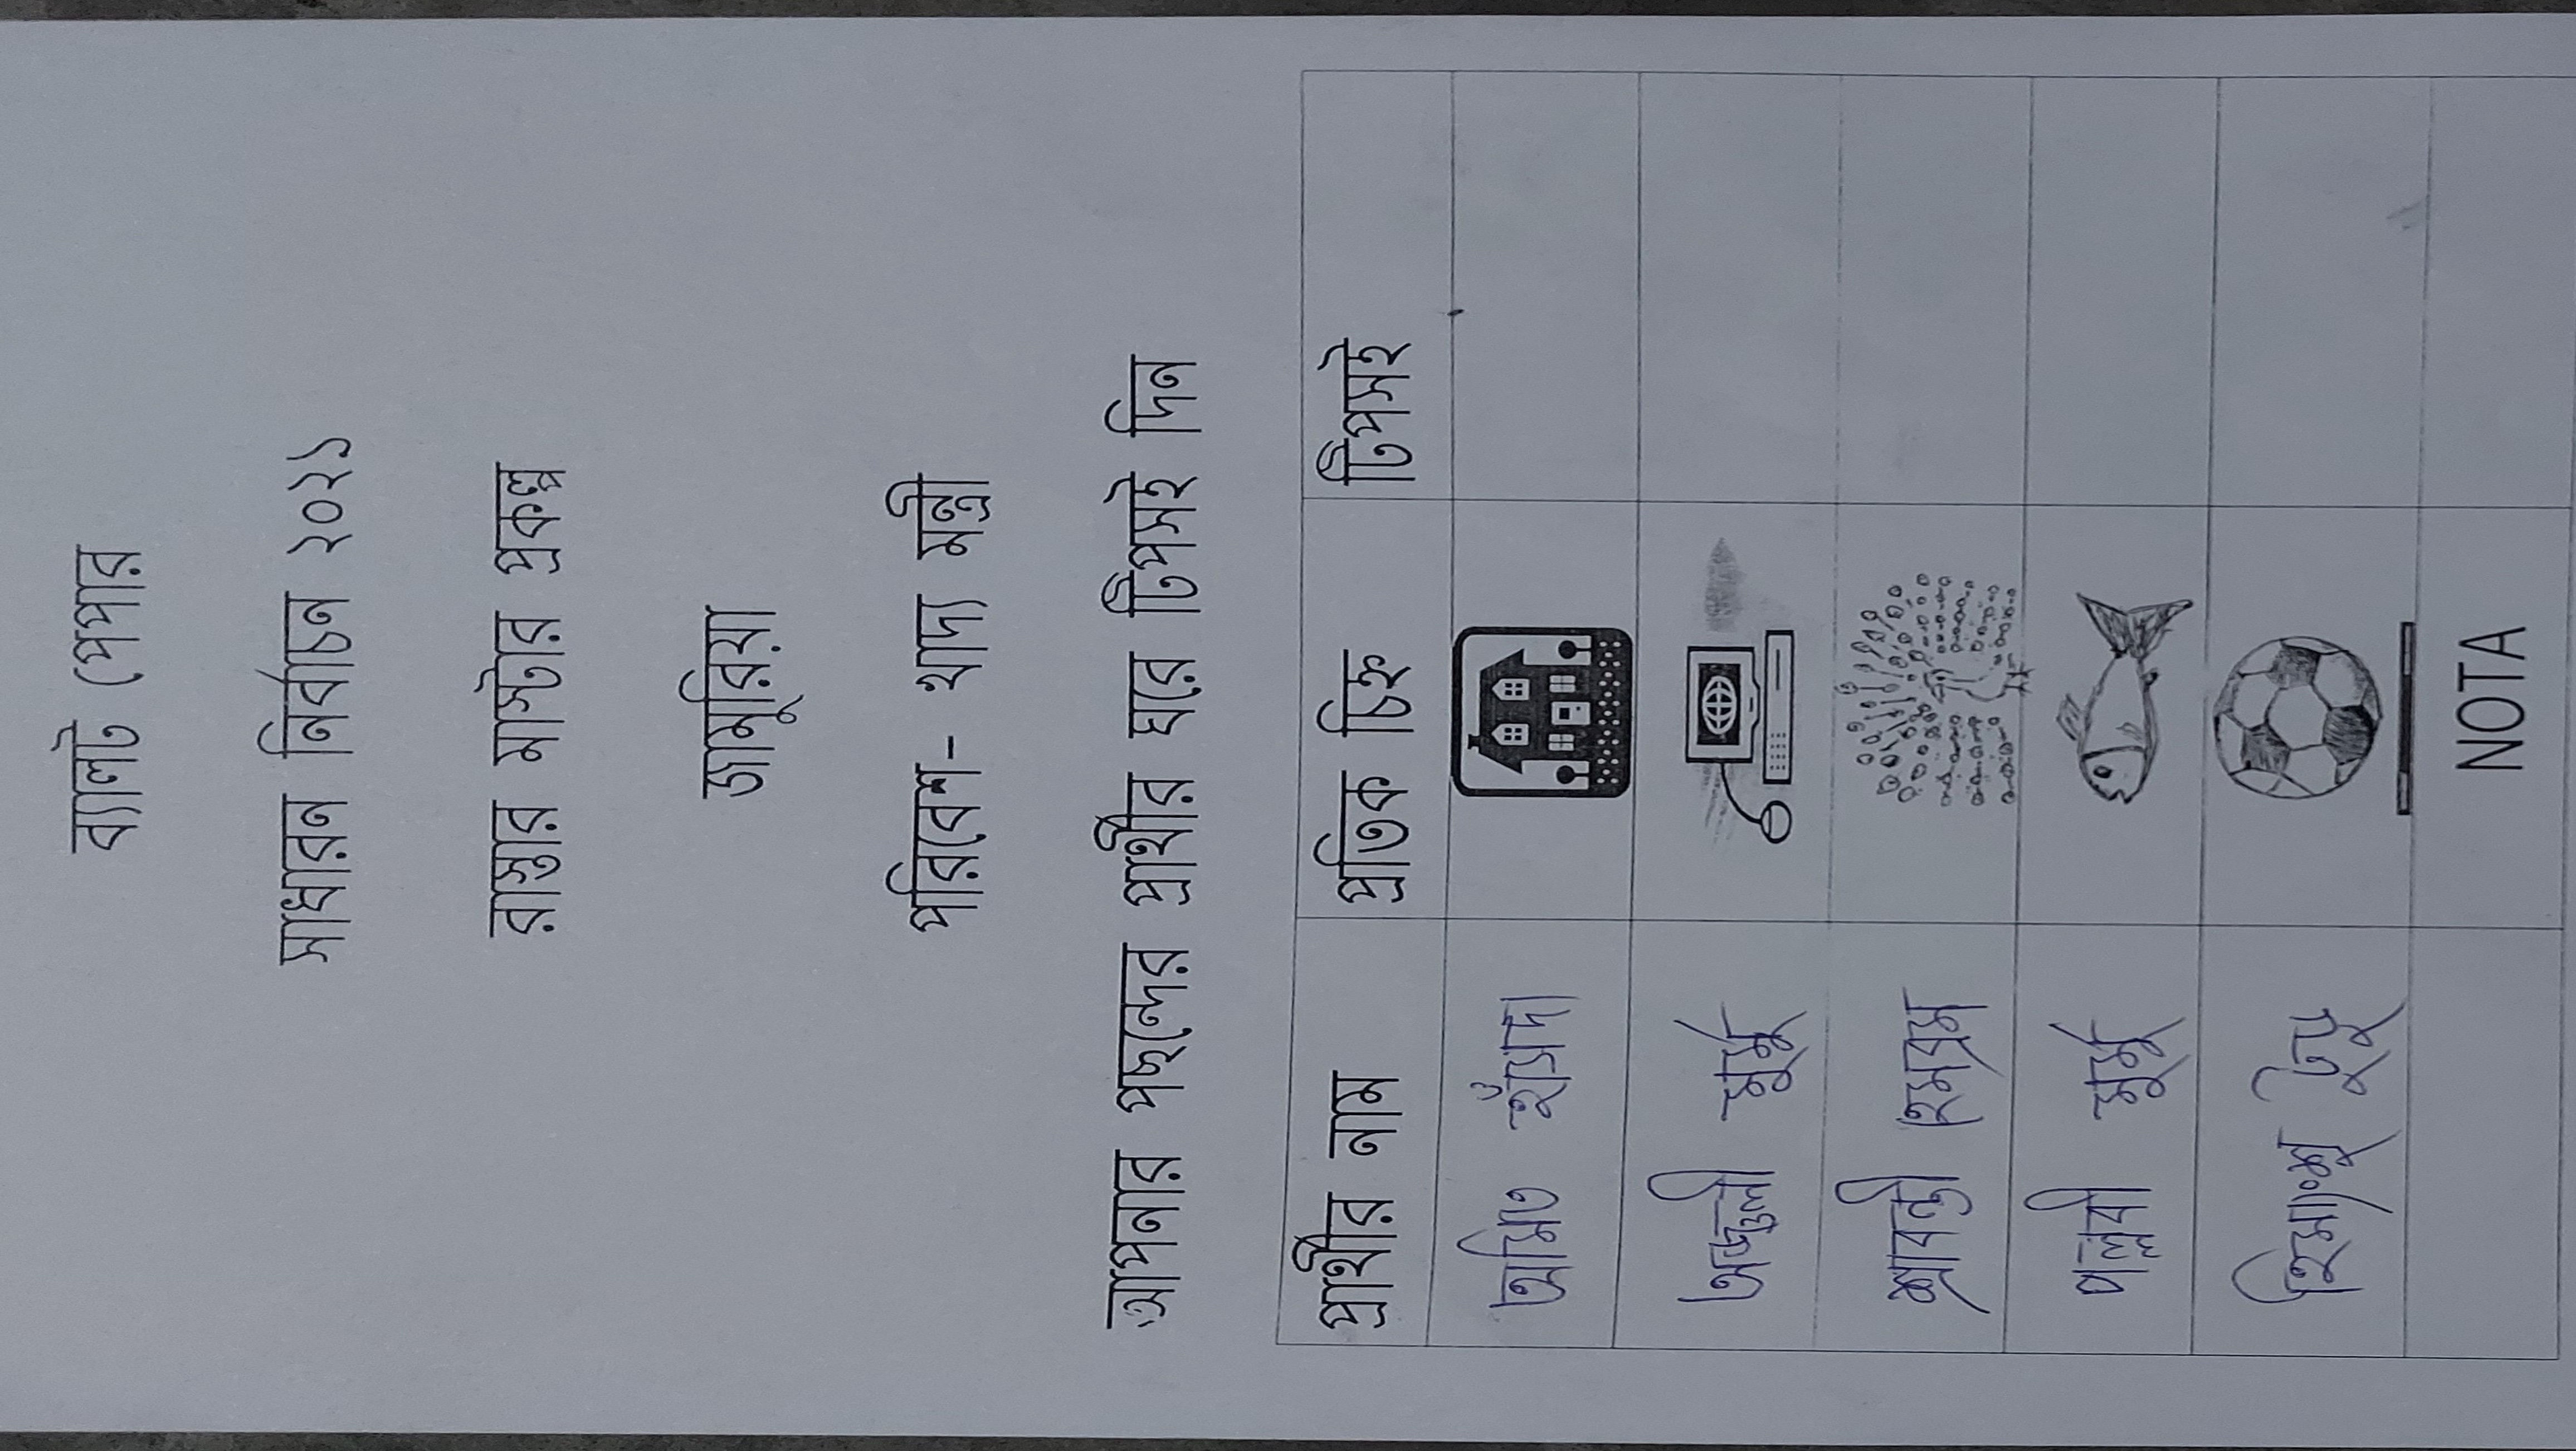 ব্যালট পেপার
সাধারন নির্বাচন ২০২১
রাস্তার মাস্টার প্রকল্প
জামুরিয়া
পরিবেশ- খাদ্য মন্ত্রী
আপনার পছন্দের প্রার্থীর ঘরে টিপসই দিন
প্রার্থীর নাম প্রতিক চিহ্ন টিপসই
অমিত হাঁসদা
অঞ্জলী মুর্মু
শ্রাবন্তী হেমব্রম
পল্লবী মুর্মু
হিমাংশু টুডু
NOTA